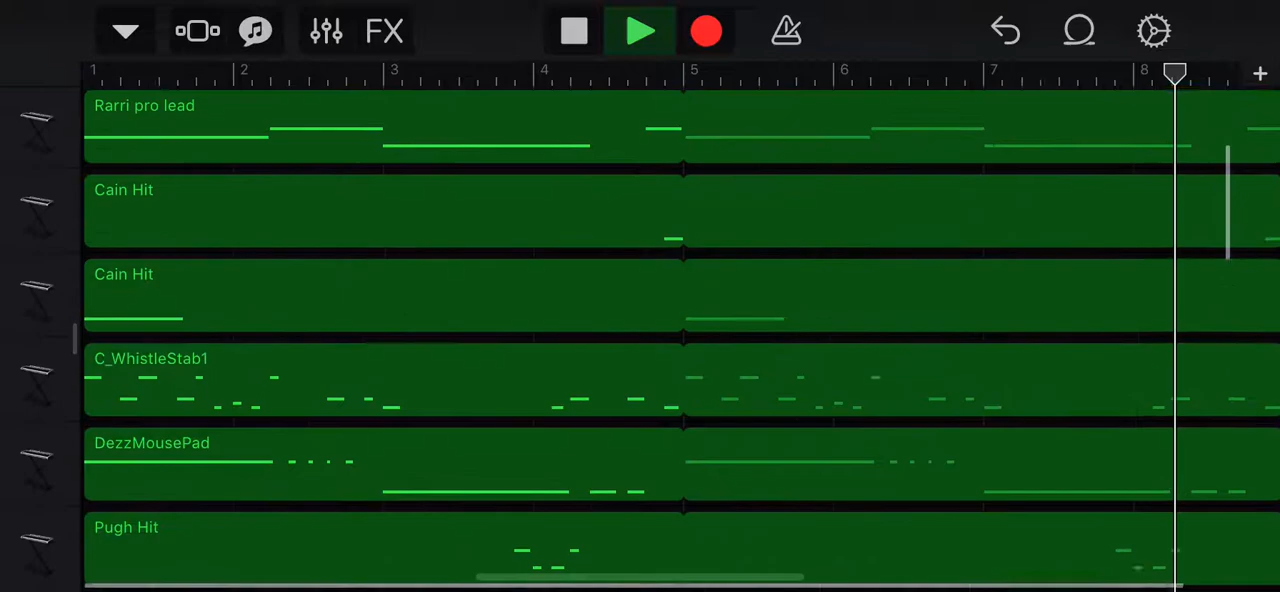 FX
1 2 3 4 5 6 7 8
Rarri pro lead
Cain Hit
Cain Hit
C_WhistleStab1
DezzMousePad
Pugh Hit